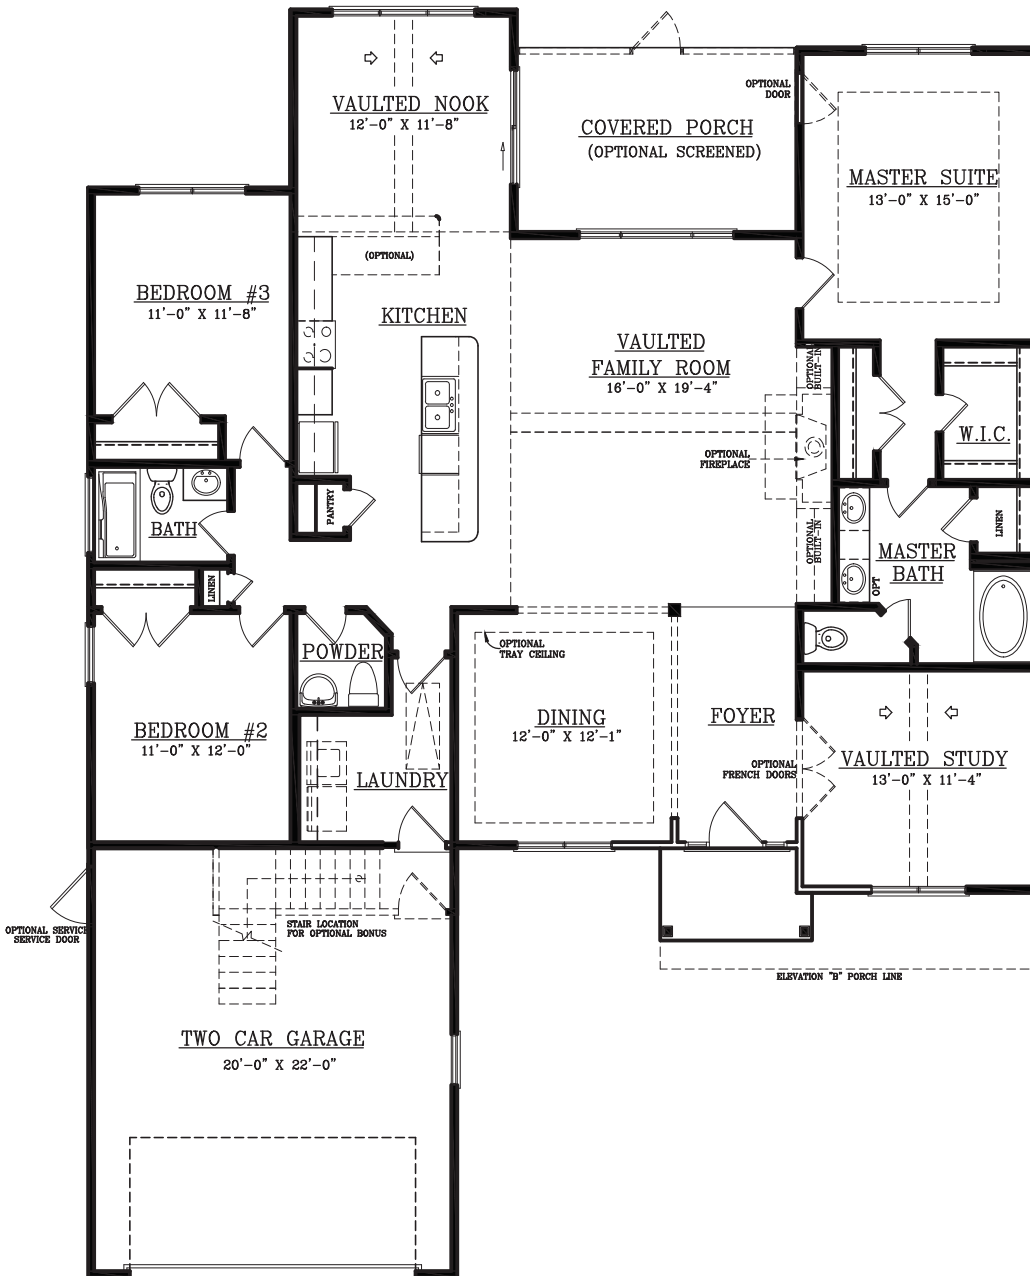 VAULTED NOOK
12'-0" X 11'-8"
OPTIONAL
DOOR
COVERED PORCH
(OPTIONAL SCREENED)
MASTER SUITE
13'-0" X 15'-0"
(OPTIONAL)
BEDROOM #3
11'-0" X 11'-8"
KITCHEN
VAULTED
FAMILY ROOM
16'-0" X 19'-4"
OPTIONAL
BUILT-IN
W.I.C.
OPTIONAL
FIREPLACE
PANTRY
BATH
OPTIONAL
BUILT-IN
LINEN
MASTER
BATH
OPT
LINEN
POWDER
OPTIONAL
TRAY CEILING
BEDROOM #2
11'-0" X 12'-0"
DINING
12'-0" X 12'-1"
FOYER
LAUNDRY
OPTIONAL
FRENCH DOORS
VAULTED STUDY
13'-0" X 11'-4"
OPTIONAL SERVICE
SERVICE DOOR
STAIR LOCATION
FOR OPTIONAL BONUS
ELEVATION "B" PORCH LINE
TWO CAR GARAGE
20'-0" X 22'-0"